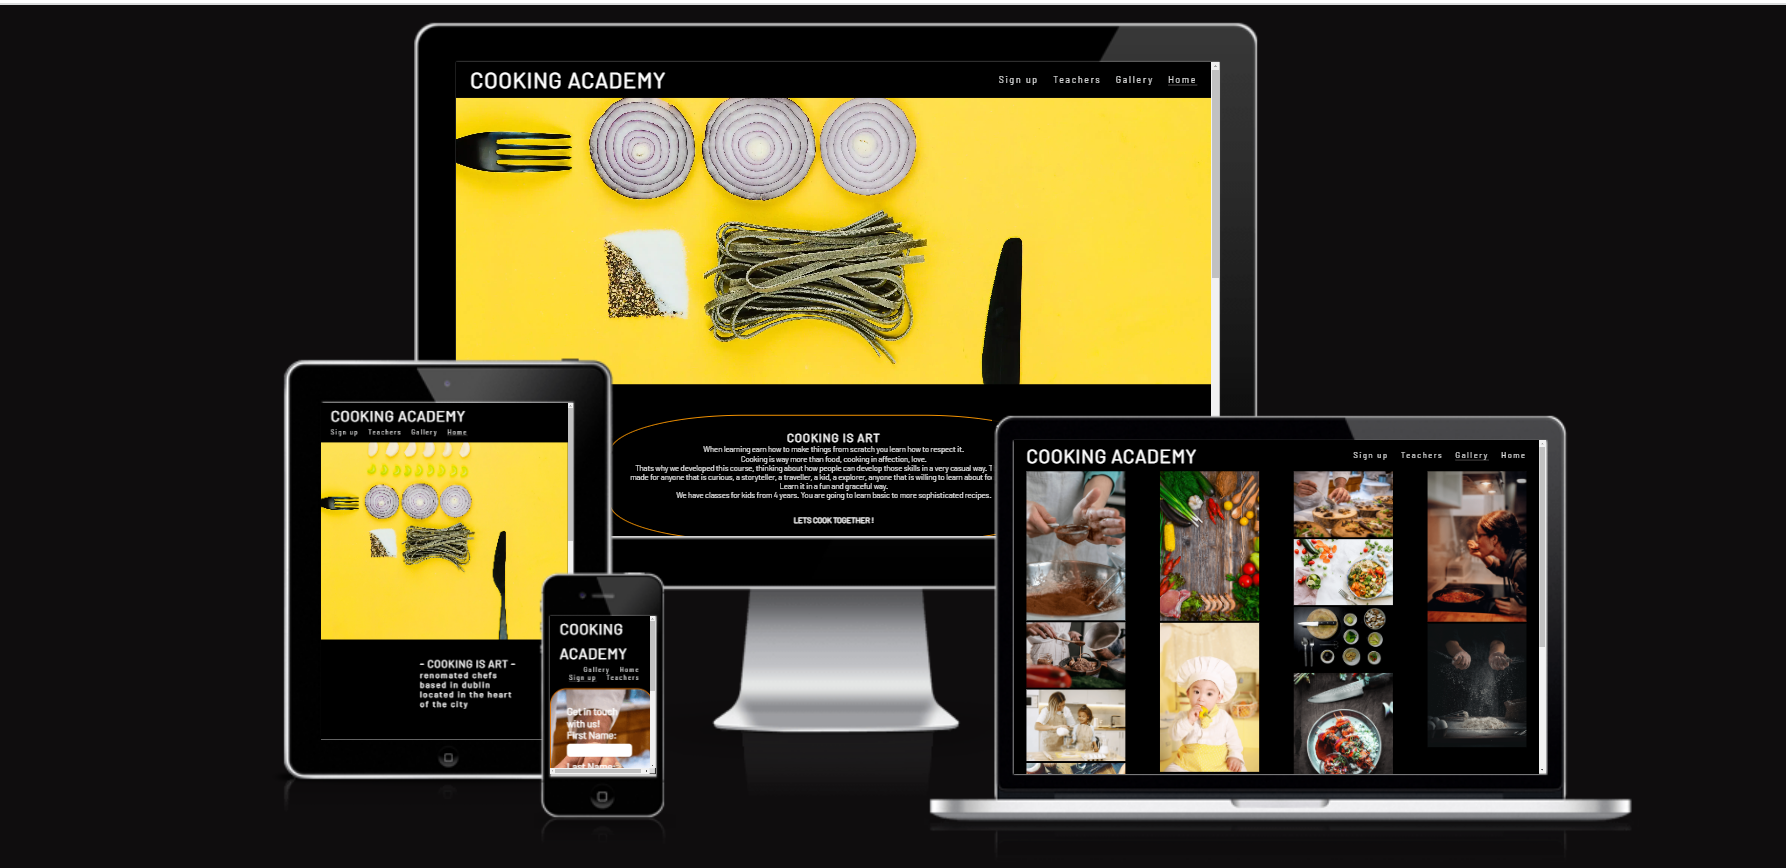 COOKING ACADEMY
Sign up Teachers Gallery Home
COOKING IS ART
When learning earn how to make things from scratch you learn how to respect it.
Cooking is way more than food, cooking in affection, love.
Thats why we developed this course, thinking about how people can develop those skills in a very casual way.
made for anyone that is curious, a storyteller, a traveller, a kid, a explorer, anyone that is willing to learn about
Learn it in a fun and graceful way.
We have classes for kids from 4 years. You are going to learn basic to more sophisticated recipes.
LETS COOK TOGETHER !
COOKING ACADEMY
Sign up Teachers Gallery Home
- COOKING IS ART -
renomated chefs
based in dublin
located in the heart
of the city
COOKING
ACADEMY
Gallery Home
Sign up Teachers
Get in touch
with us!
First Name:
Last Name:
COOKING ACADEMY
Sign up Teachers Gallery Home